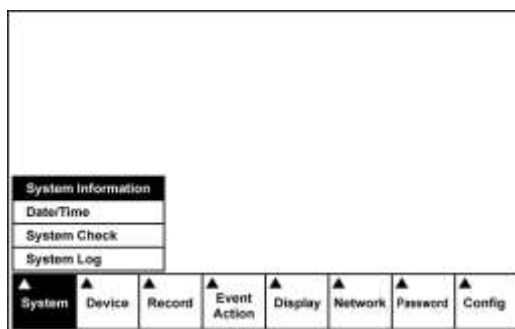 System Information
Date/Time
System Check
System Log
System
Device
Record
Event
Action
Display
Network
Password
Config